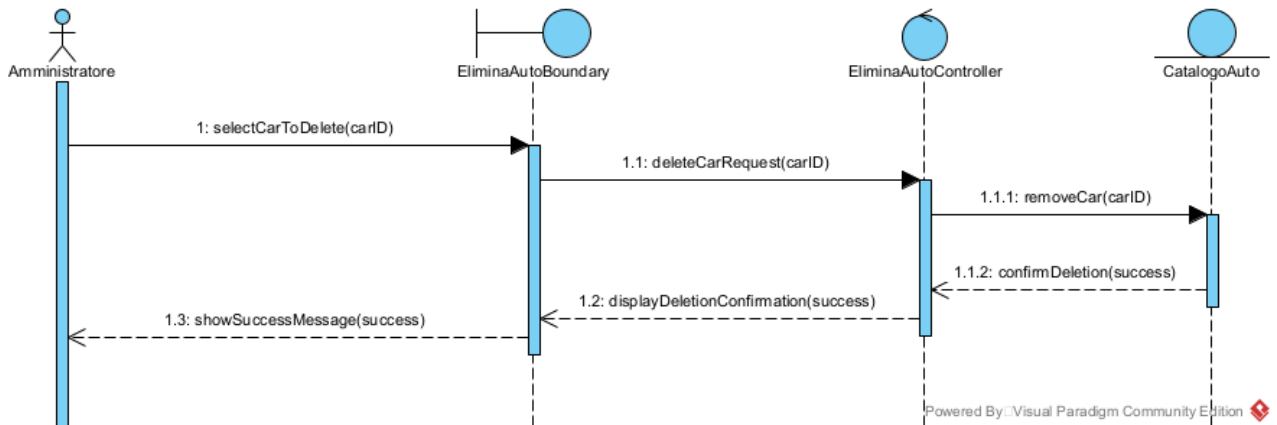 Amministratore
EliminaAutoBoundary
EliminaAutoController
CatalogoAuto
1: selectCarToDelete(carID)
1.1: deleteCarRequest(carID)
1.1.1: removeCar(carID)
1.1.2: confirmDeletion(success)
1.2: displayDeletionConfirmation(success)
1.3: showSuccessMessage(success)
Powered By Visual Paradigm Community Edition